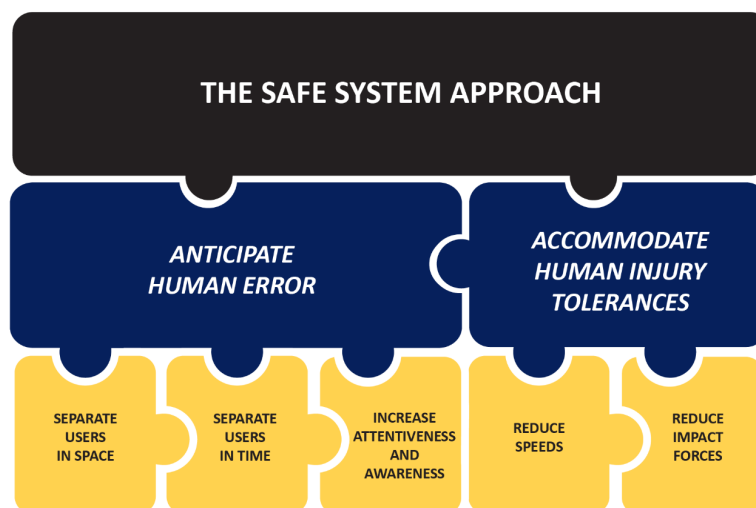 THE SAFE SYSTEM APPROACH
ANTICIPATE
HUMAN ERROR
ACCOMMODATE
HUMAN INJURY
TOLERANCES
SEPARATE
USERS
IN SPACE
SEPARATE
USERS
IN TIME
INCREASE
ATTENTIVENESS
AND
AWARENESS
REDUCE
SPEEDS
REDUCE
IMPACT
FORCES